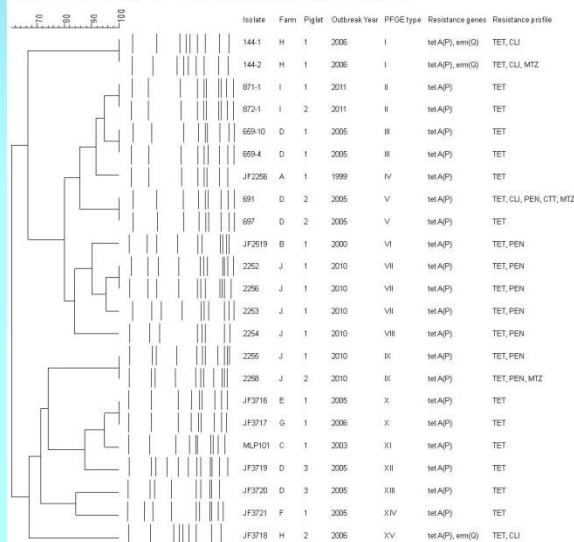 70 80 90 100
Isolate Farm Piglet Outbreak Year PFGE type Resistance genes Resistance profile
144-1 H 1 2006 I tetA(P), erm(Q) TET, CLI
144-2 H 1 2006 I tetA(P), erm(Q) TET, CLI, MTZ
871-1 I 1 2011 II tetA(P) TET
872-1 I 2 2011 II tetA(P) TET
659-10 D 1 2005 III tetA(P) TET
659-4 D 1 2005 III tetA(P) TET
JF2256 A 1 1999 IV tetA(P) TET
691 D 2 2005 V tetA(P) TET, CLI, PEN, CTT, MTZ
697 D 2 2005 V tetA(P) TET
JF2519 B 1 2000 VI tetA(P) TET, PEN
2252 J 1 2010 VII tetA(P) TET, PEN
2256 J 1 2010 VII tetA(P) TET, PEN
2253 J 1 2010 VII tetA(P) TET, PEN
2254 J 1 2010 VIII tetA(P) TET, PEN
2255 J 1 2010 IX tetA(P) TET, PEN
2258 J 2 2010 IX tetA(P) TET, PEN, MTZ
JF3716 E 1 2005 X tetA(P) TET
JF3717 G 1 2006 X tetA(P) TET
MLP101 C 1 2003 XI tetA(P) TET
JF3719 D 3 2005 XII tetA(P) TET
JF3720 D 3 2005 XIII tetA(P) TET
JF3721 F 1 2005 XIV tetA(P) TET
JF3718 H 2 2006 XV tetA(P), erm(Q) TET, CLI